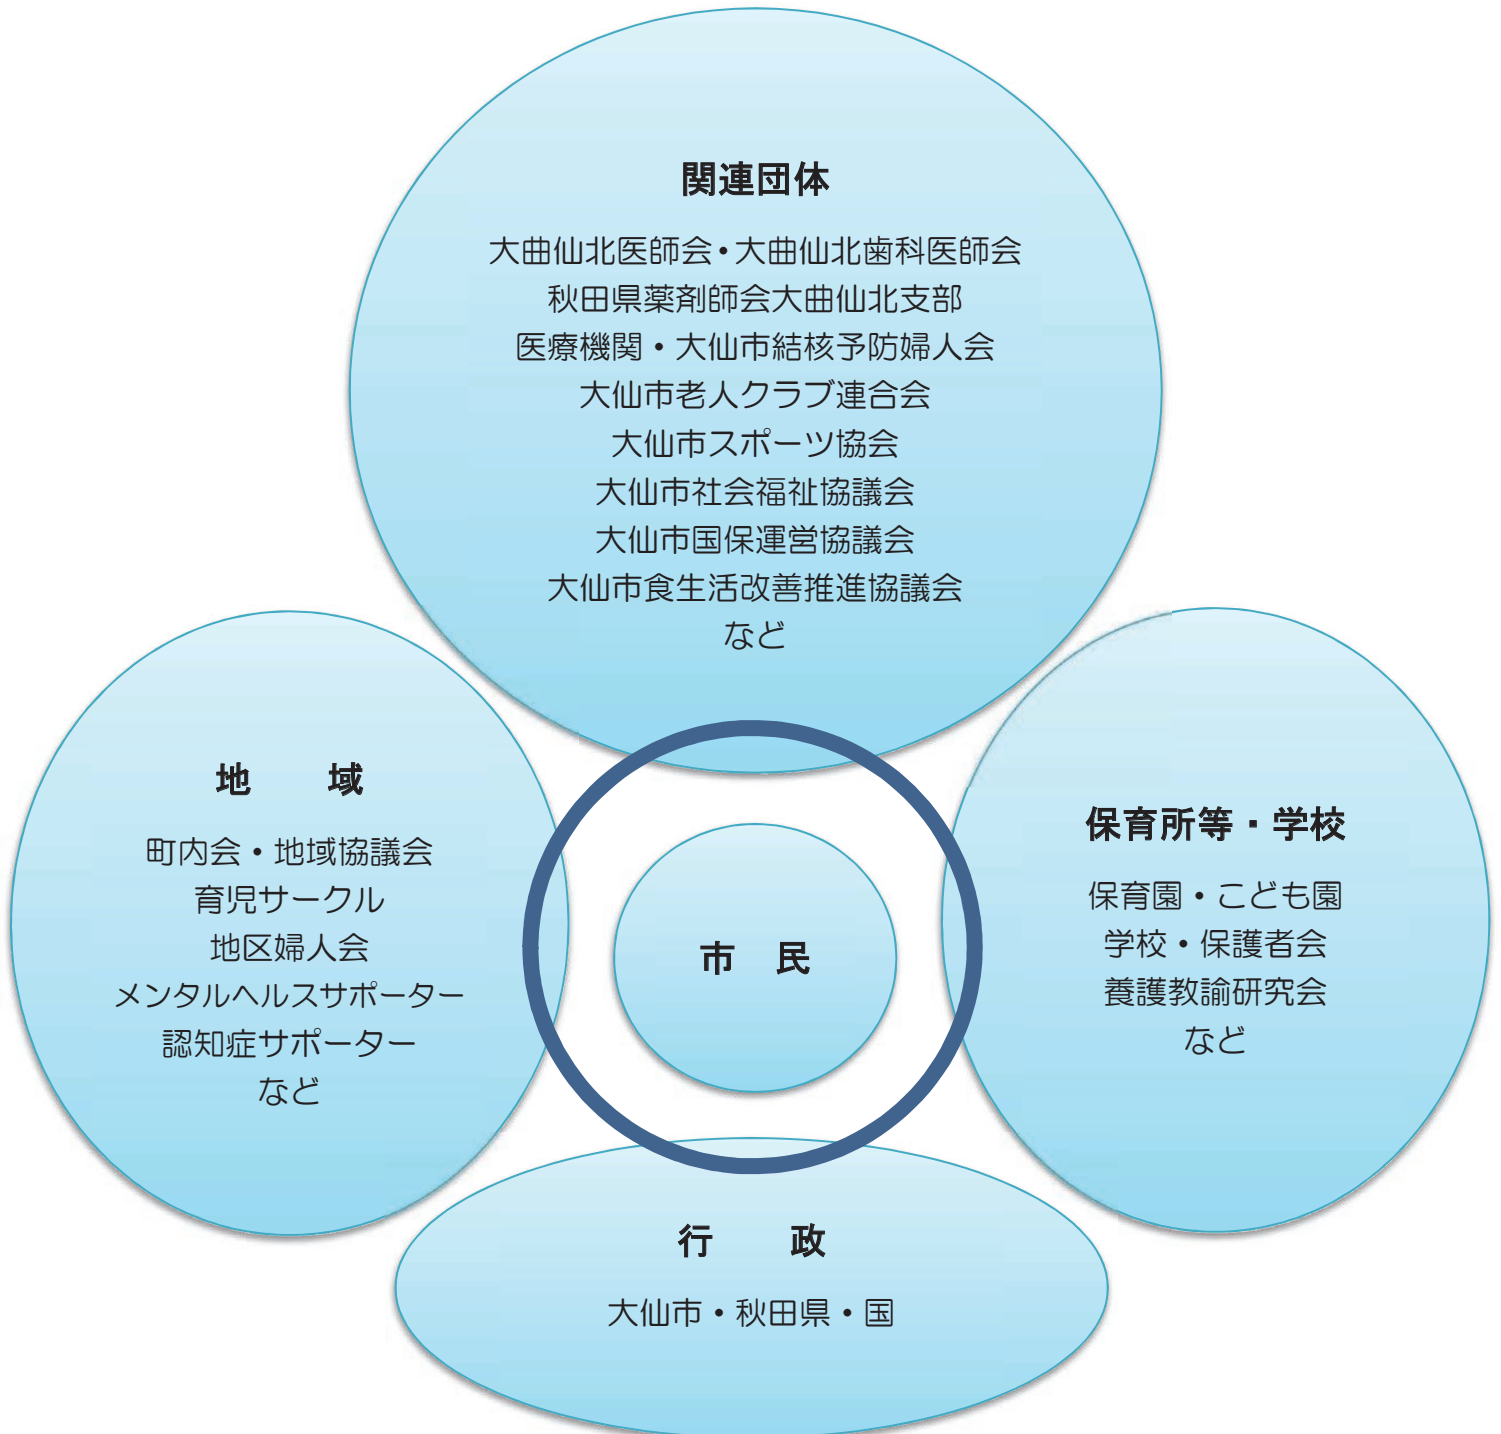 関連団体
大曲仙北医師会・大曲仙北歯科医師会
秋田県薬剤師会大曲仙北支部
医療機関・大仙市結核予防婦人会
大仙市老人クラブ連合会
大仙市スポーツ協会
大仙市社会福祉協議会
大仙市国保運営協議会
大仙市食生活改善推進協議会
など
地　　域
町内会・地域協議会
育児サークル
地区婦人会
メンタルヘルスサポーター
認知症サポーター
など
市　民
保育所等・学校
保育園・こども園
学校・保護者会
養護教諭研究会
など
行　　政
大仙市・秋田県・国